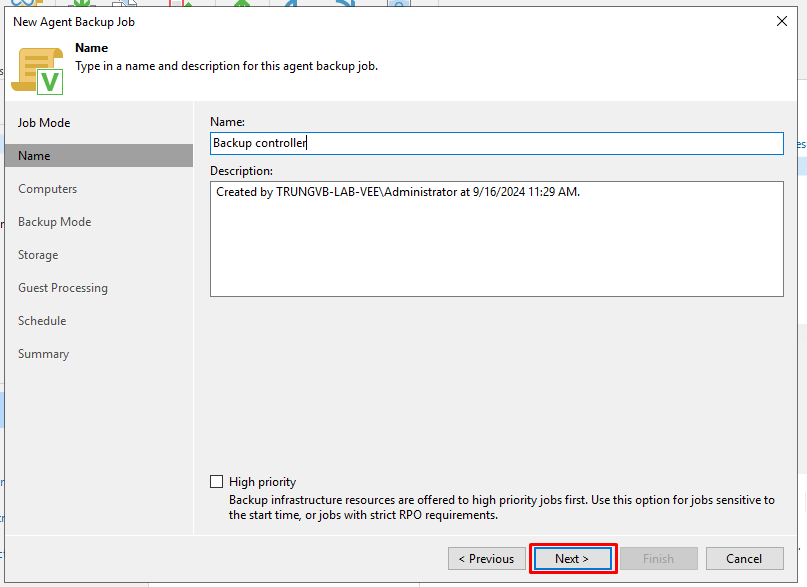 New Agent Backup Job
Name
Type in a name and description for this agent backup job.
V
Job Mode
Name
Computers
Backup Mode
Storage
Guest Processing
Schedule
Summary
Name:
Backup controller
Description:
Created by TRUNGVB-LAB-VEE\Administrator at 9/16/2024 11:29 AM.
High priority
Backup infrastructure resources are offered to high priority jobs first. Use this option for jobs sensitive to
the start time, or jobs with strict RPO requirements.
< Previous
Next >
Finish
Cancel